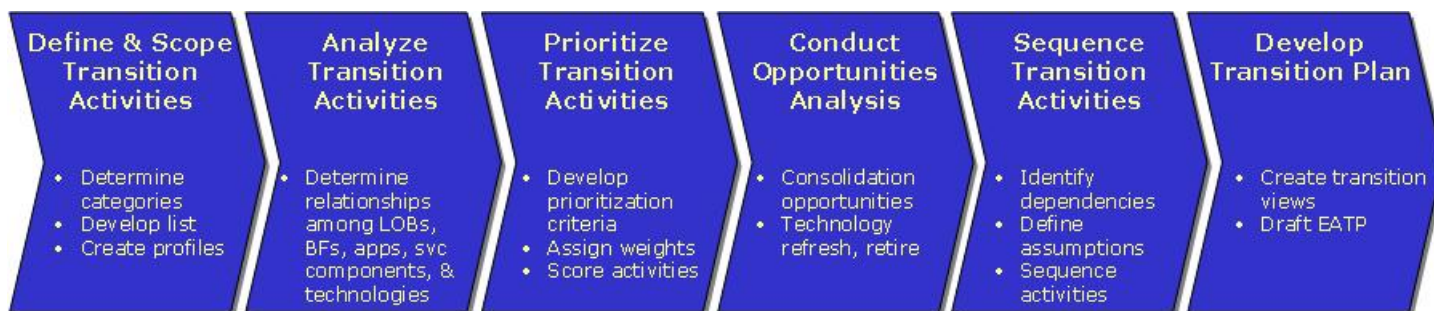 Define & Scope
Transition
Activities
• Determine
categories
• Develop list
• Create profiles
Analyze
Transition
Activities
• Determine
relationships
among LOBs,
BFs, apps, svc
components, &
technologies
Prioritize
Transition
Activities
• Develop
prioritization
criteria
• Assign weights
• Score activities
Conduct
Opportunities
Analysis
• Consolidation
opportunities
• Technology
refresh, retire
Sequence
Transition
Activities
• Identify
dependencies
• Define
assumptions
• Sequence
activities
Develop
Transition Plan
• Create transition
views
• Draft EATP